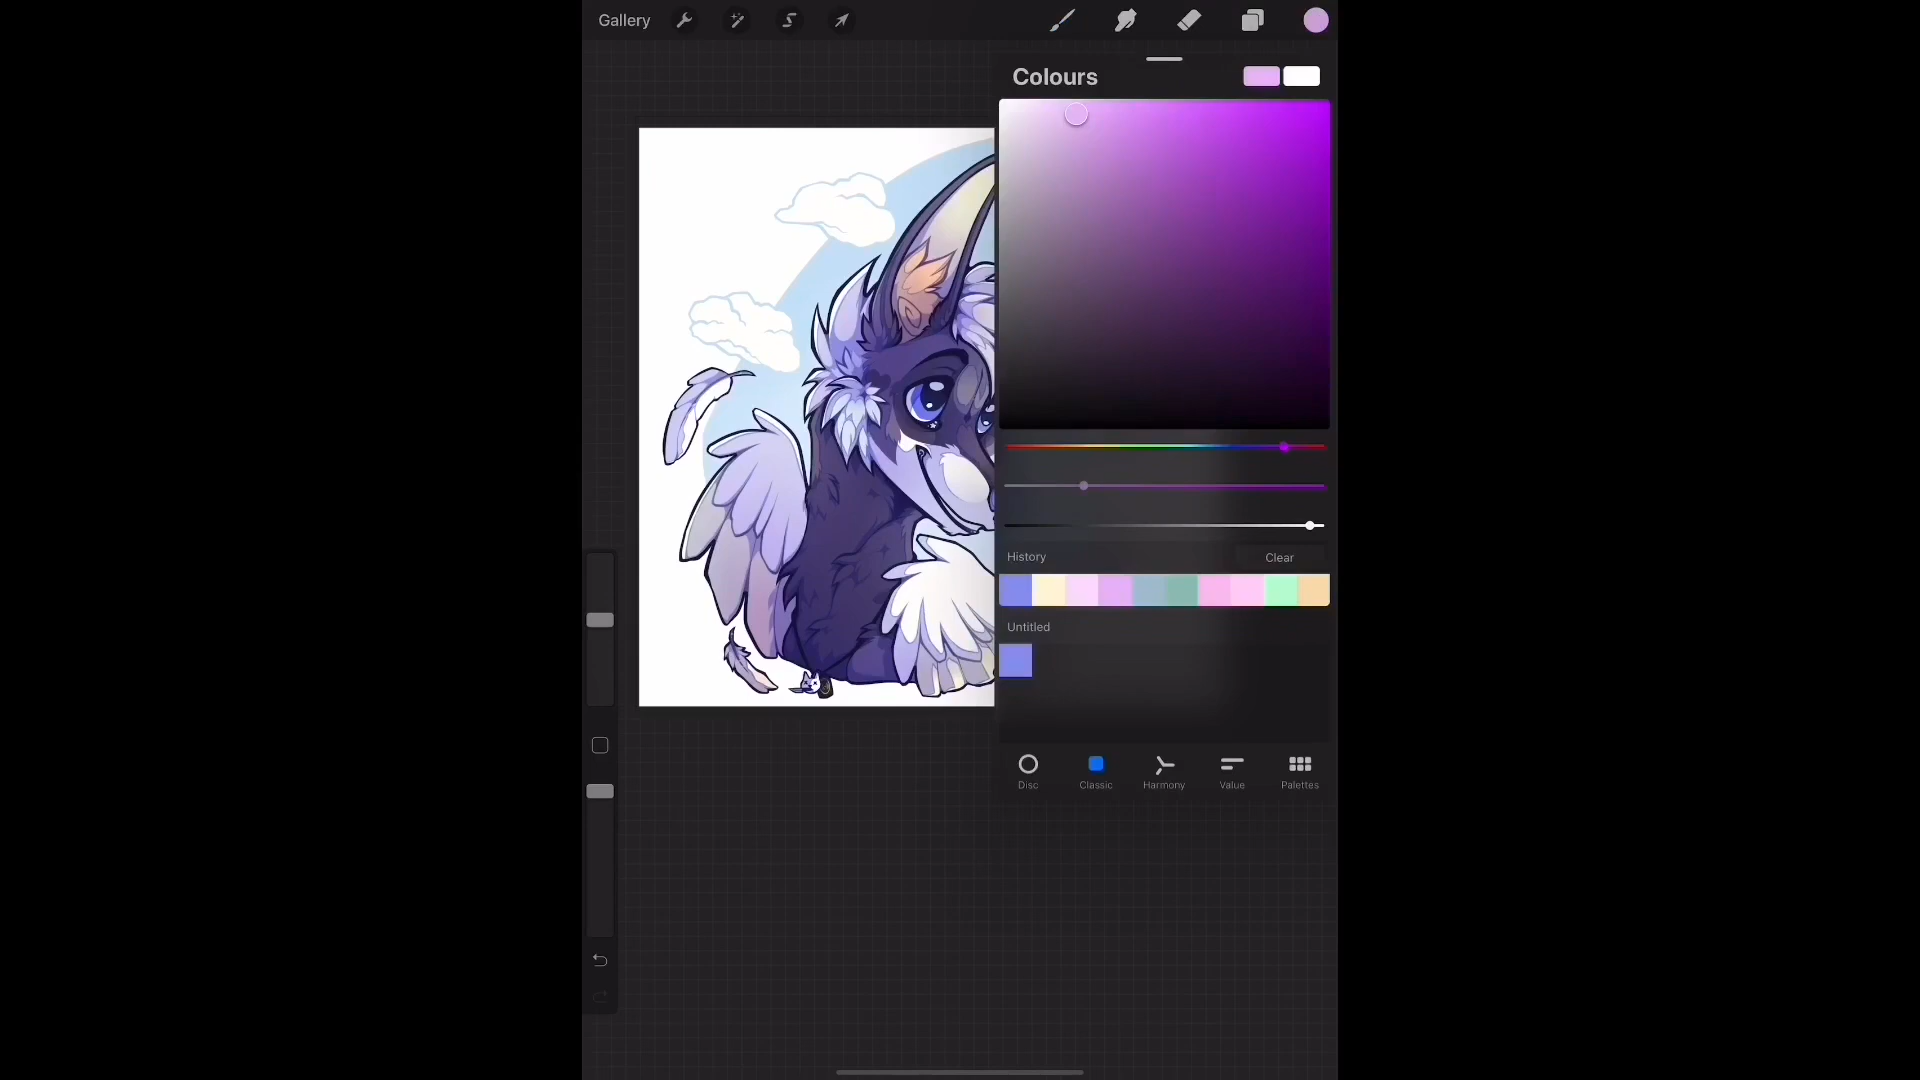 Gallery
Colours
History
Clear
Untitled
Disc
Classic
Harmony
Value
Palettes